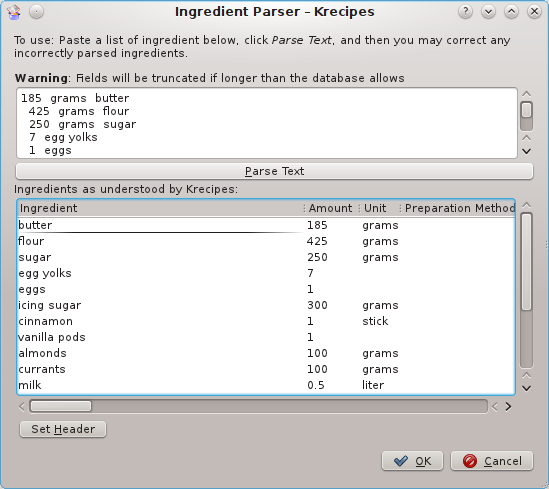 Ingredient Parser – Krecipes
To use: Paste a list of ingredient below, click Parse Text, and then you may correct any
incorrectly parsed ingredients.
Warning: Fields will be truncated if longer than the database allows
185 grams butter
425 grams flour
250 grams sugar
7 egg yolks
1 eggs
Parse Text
Ingredients as understood by Krecipes:
Ingredient Amount Unit Preparation Method
butter 185 grams
flour 425 grams
sugar 250 grams
egg yolks 7
eggs 1
icing sugar 300 grams
cinnamon 1 stick
vanilla pods 1
almonds 100 grams
currants 100 grams
milk 0.5 liter
Set Header
OK Cancel